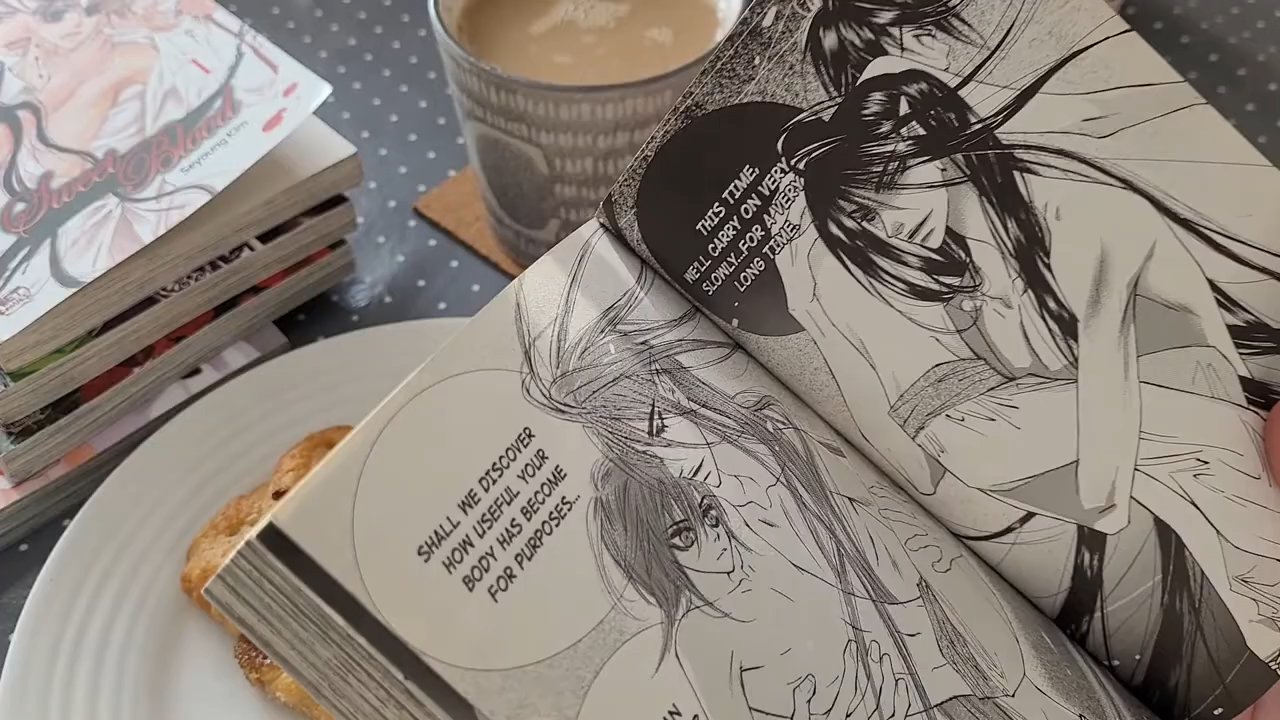 Sweet Blood
Seyoung Kim
1
SHALL WE DISCOVER
HOW USEFUL YOUR
BODY HAS BECOME
FOR PURPOSES...
THIS TIME,
WE'LL CARRY ON VERY
SLOWLY...FOR A VERY
LONG TIME.